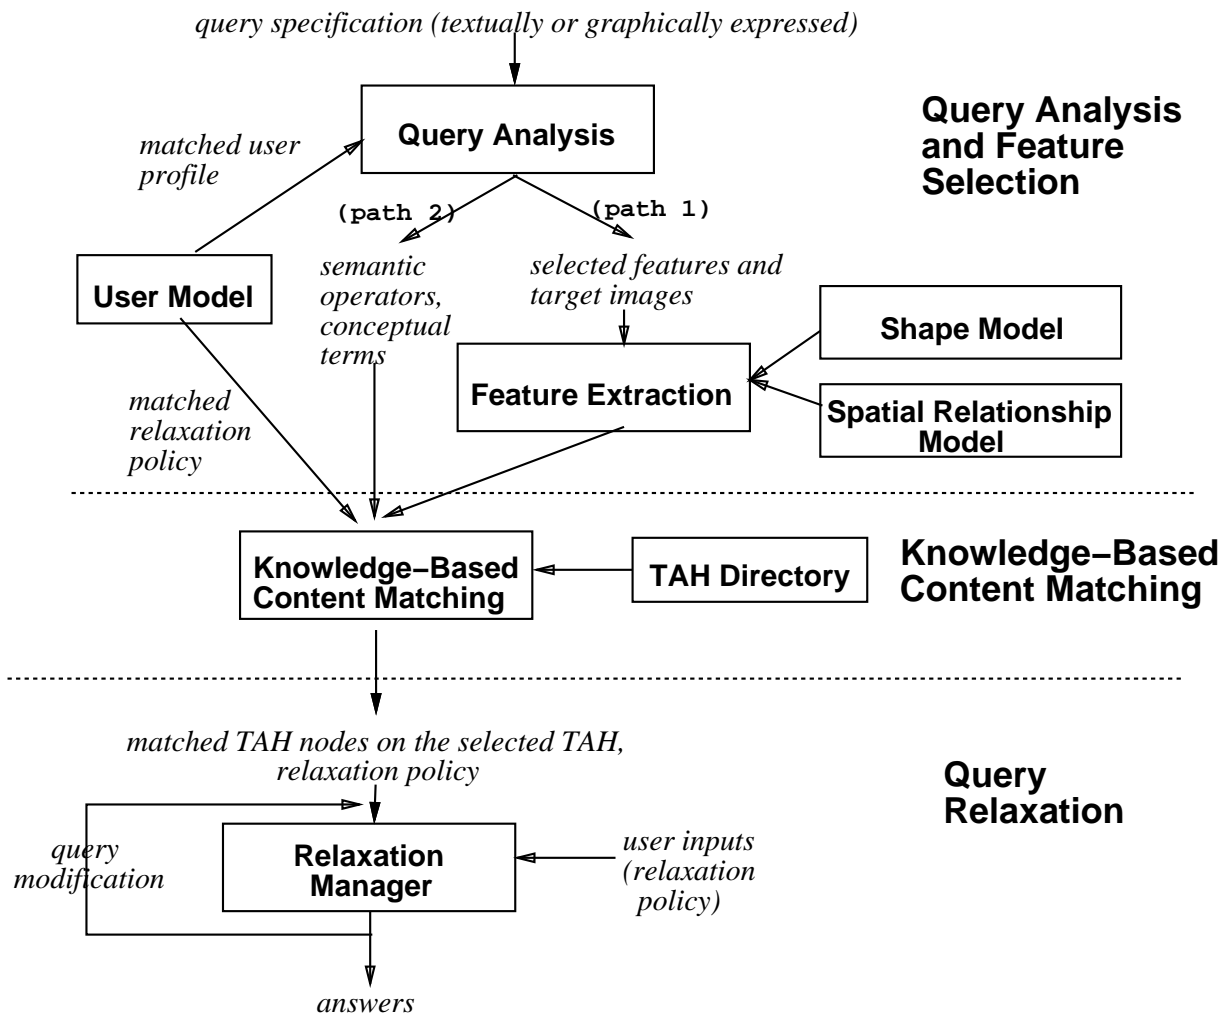 query specification (textually or graphically expressed)
Query Analysis
Query Analysis
and Feature
Selection
matched user
profile
(path 2)
(path 1)
semantic
operators,
conceptual
terms
selected features and
target images
User Model
Shape Model
Feature Extraction
Spatial Relationship
Model
matched
relaxation
policy
Knowledge–Based
Content Matching
TAH Directory
Knowledge–Based
Content Matching
matched TAH nodes on the selected TAH,
relaxation policy
Query
Relaxation
query
modification
Relaxation
Manager
user inputs
(relaxation
policy)
answers